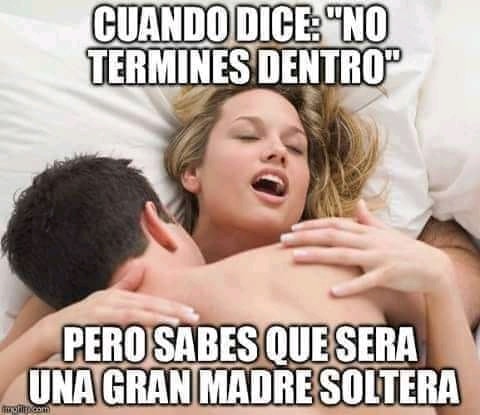 CUANDO DICE: "NO
TERMINES DENTRO"
PERO SABES QUE SERA
UNA GRAN MADRE SOLTERA
imgflip.com